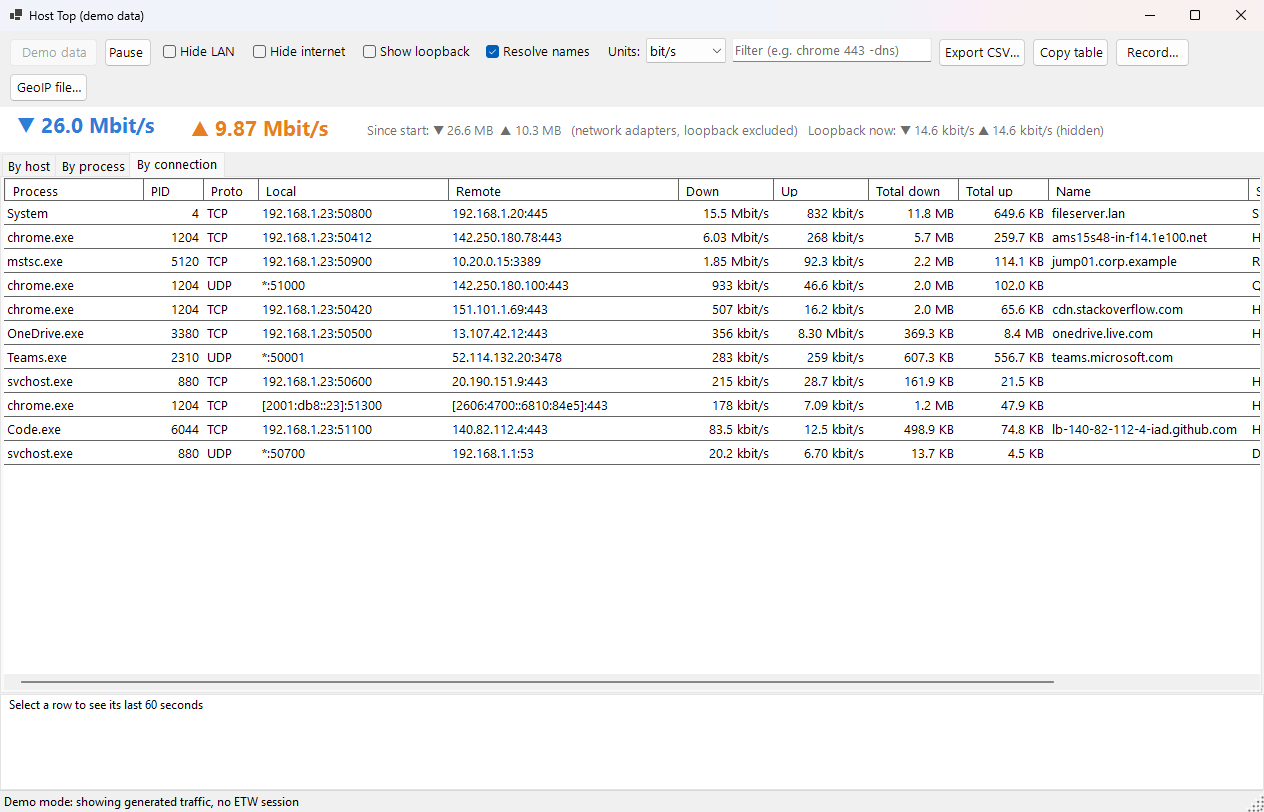 Host Top (demo data)
Demo data Pause Hide LAN Hide internet Show loopback Resolve names Units: bit/s Filter (e.g. chrome 443 -dns) Export CSV... Copy table Record...
GeoIP file...
▼ 26.0 Mbit/s ▲ 9.87 Mbit/s Since start: ▼ 26.6 MB ▲ 10.3 MB (network adapters, loopback excluded) Loopback now: ▼ 14.6 kbit/s ▲ 14.6 kbit/s (hidden)
By host By process By connection
Process PID Proto Local Remote Down Up Total down Total up Name S
System 4 TCP 192.168.1.23:50800 192.168.1.20:445 15.5 Mbit/s 832 kbit/s 11.8 MB 649.6 KB fileserver.lan S
chrome.exe 1204 TCP 192.168.1.23:50412 142.250.180.78:443 6.03 Mbit/s 268 kbit/s 5.7 MB 259.7 KB ams15s48-in-f14.1e100.net H
mstsc.exe 5120 TCP 192.168.1.23:50900 10.20.0.15:3389 1.85 Mbit/s 92.3 kbit/s 2.2 MB 114.1 KB jump01.corp.example R
chrome.exe 1204 UDP *:51000 142.250.180.100:443 933 kbit/s 46.6 kbit/s 2.0 MB 102.0 KB Q
chrome.exe 1204 TCP 192.168.1.23:50420 151.101.1.69:443 507 kbit/s 16.2 kbit/s 2.0 MB 65.6 KB cdn.stackoverflow.com H
OneDrive.exe 3380 TCP 192.168.1.23:50500 13.107.42.12:443 356 kbit/s 8.30 Mbit/s 369.3 KB 8.4 MB onedrive.live.com H
Teams.exe 2310 UDP *:50001 52.114.132.20:3478 283 kbit/s 259 kbit/s 607.3 KB 556.7 KB teams.microsoft.com
svchost.exe 880 TCP 192.168.1.23:50600 20.190.151.9:443 215 kbit/s 28.7 kbit/s 161.9 KB 21.5 KB H
chrome.exe 1204 TCP [2001:db8::23]:51300 [2606:4700::6810:84e5]:443 178 kbit/s 7.09 kbit/s 1.2 MB 47.9 KB H
Code.exe 6044 TCP 192.168.1.23:51100 140.82.112.4:443 83.5 kbit/s 12.5 kbit/s 498.9 KB 74.8 KB lb-140-82-112-4-iad.github.com H
svchost.exe 880 UDP *:50700 192.168.1.1:53 20.2 kbit/s 6.70 kbit/s 13.7 KB 4.5 KB D
Select a row to see its last 60 seconds
Demo mode: showing generated traffic, no ETW session